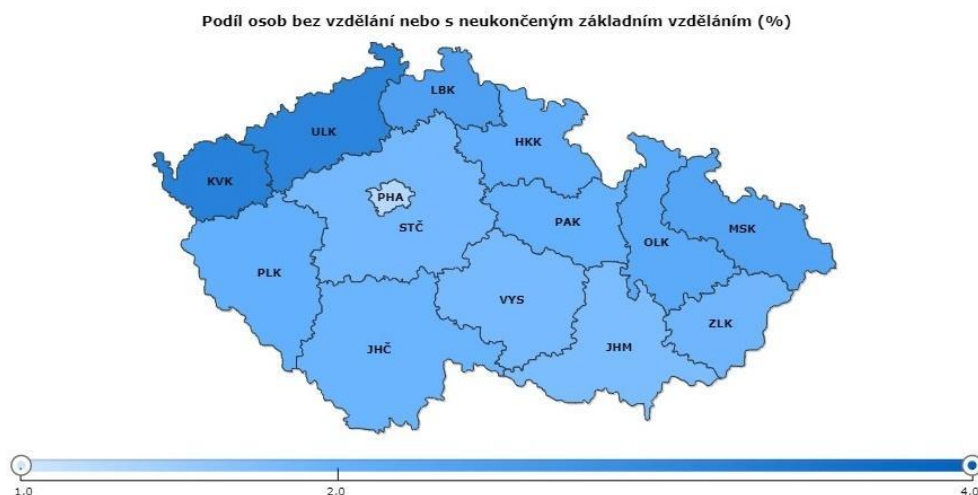 Podíl osob bez vzdělání nebo s neukončeným základním vzděláním (%)
LBK
ULK
HKK
KVK
PHA
STČ
PAK
MSK
OLK
PLK
VYS
ZLK
JHČ
JHM
1.0 2.0 4.0